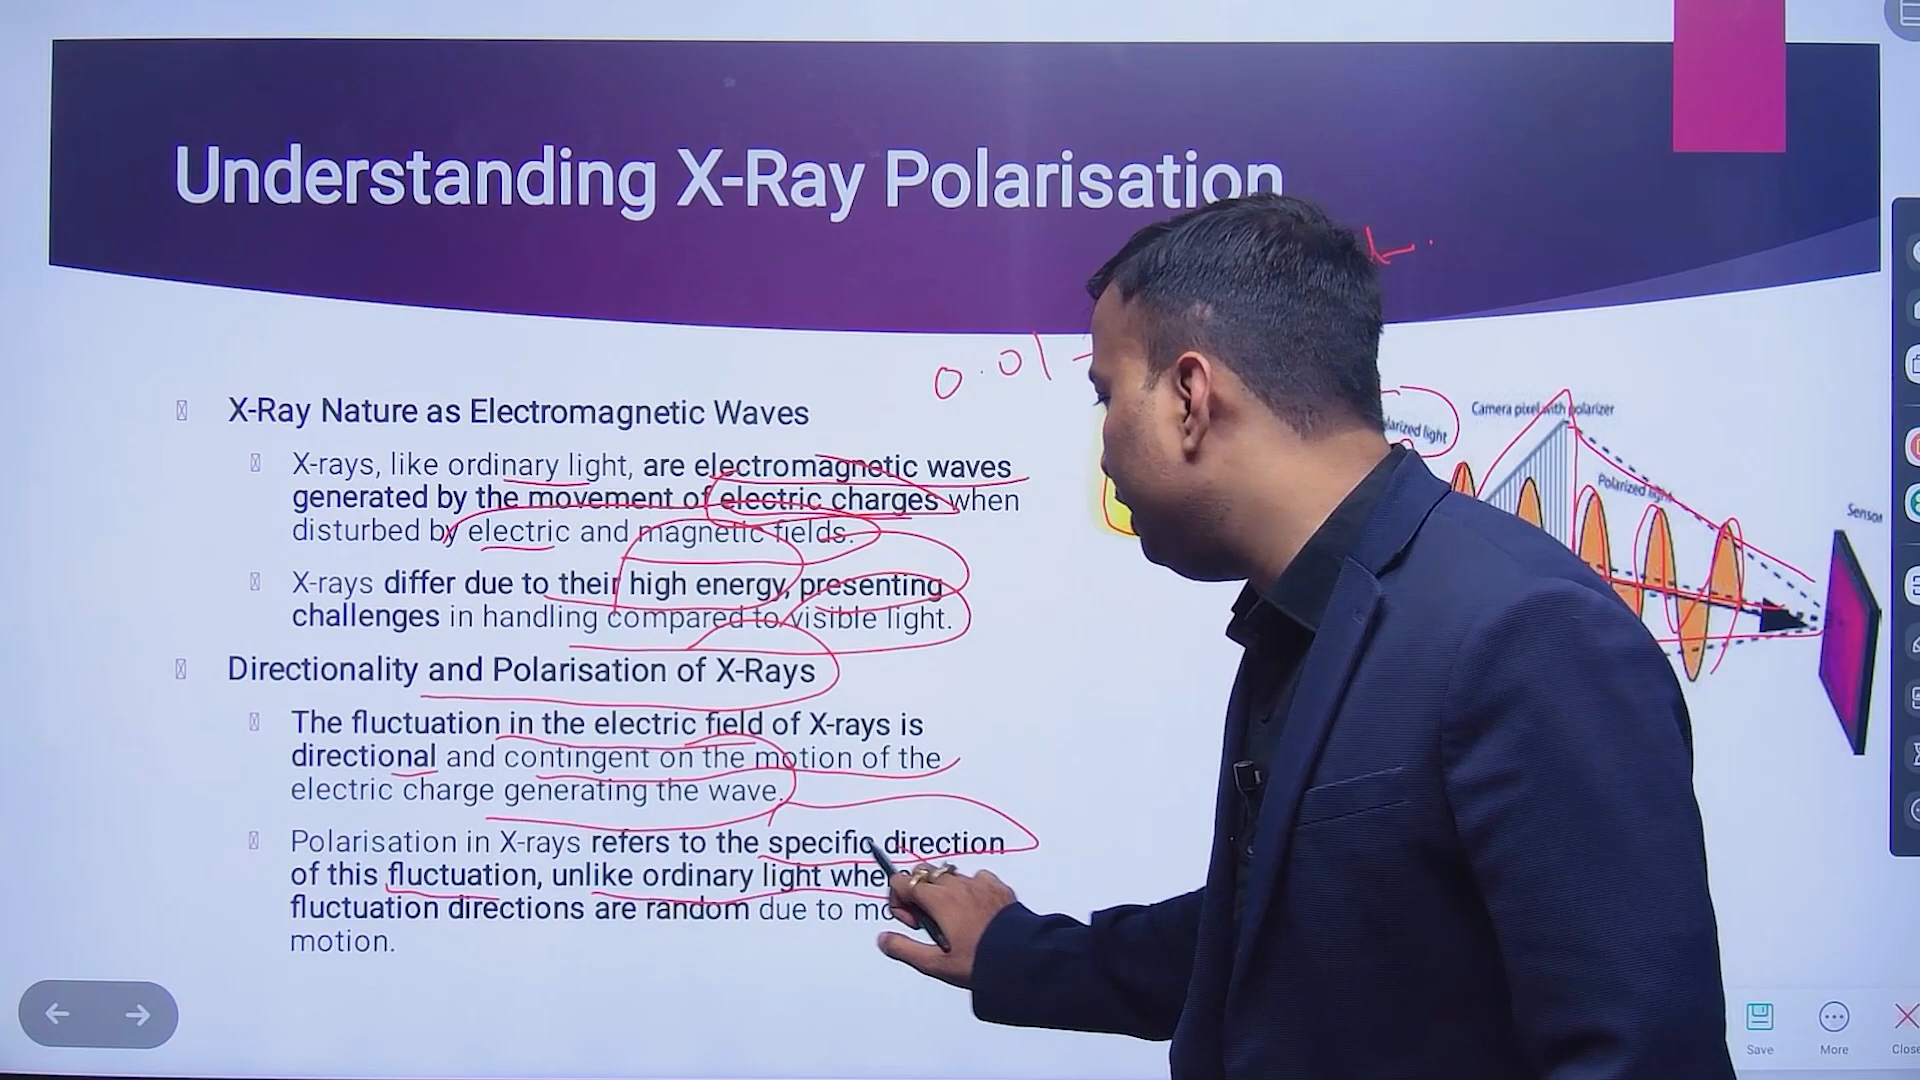 Understanding X-Ray Polarisation
0.01
X-Ray Nature as Electromagnetic Waves
X-rays, like ordinary light, are electromagnetic waves
generated by the movement of electric charges when
disturbed by electric and magnetic fields.
X-rays differ due to their high energy, presenting
challenges in handling compared to visible light.
Directionality and Polarisation of X-Rays
The fluctuation in the electric field of X-rays is
directional and contingent on the motion of the
electric charge generating the wave.
Polarisation in X-rays refers to the specific direction
of this fluctuation, unlike ordinary light
fluctuation directions are random due to
motion.
Camera pixel with polarizer
light
Polarized light
Sensor
Save
More
Close